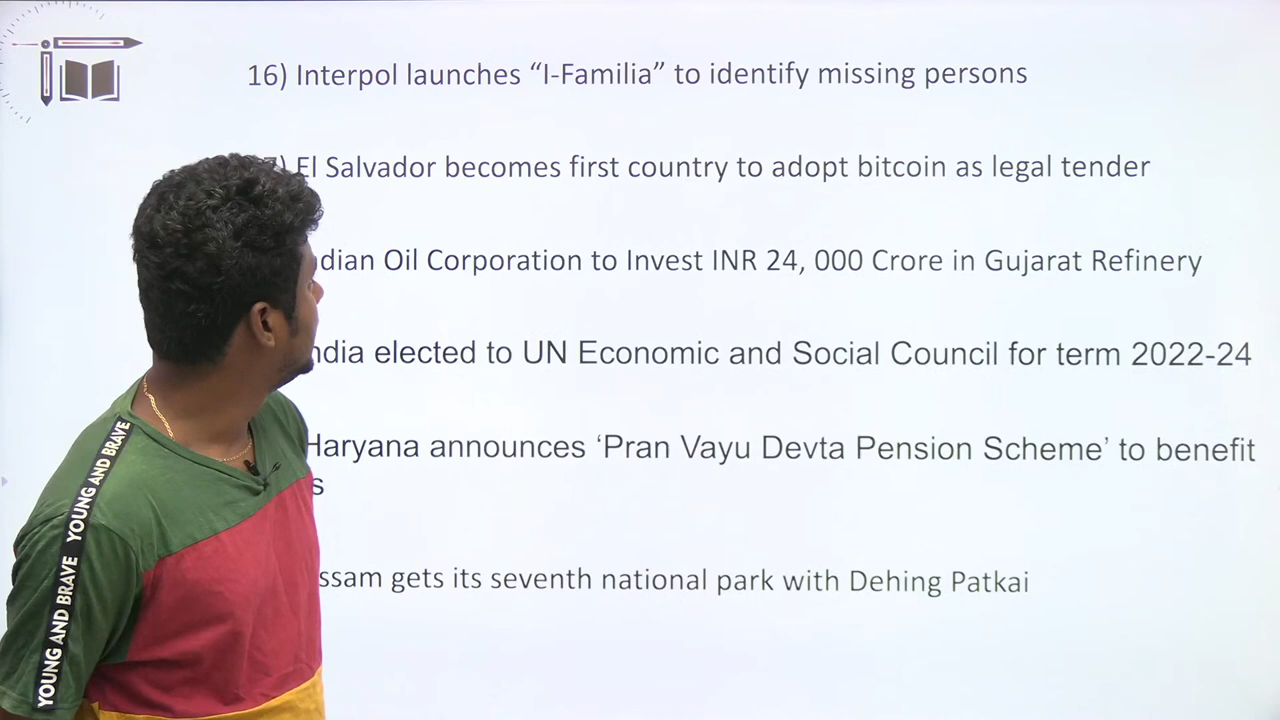 16) Interpol launches “I-Familia” to identify missing persons
7) El Salvador becomes first country to adopt bitcoin as legal tender
dian Oil Corporation to Invest INR 24, 000 Crore in Gujarat Refinery
ndia elected to UN Economic and Social Council for term 2022-24
Haryana announces ‘Pran Vayu Devta Pension Scheme’ to benefit
s
ssam gets its seventh national park with Dehing Patkai
YOUNG AND BRAVE YOUNG AND BRAVE